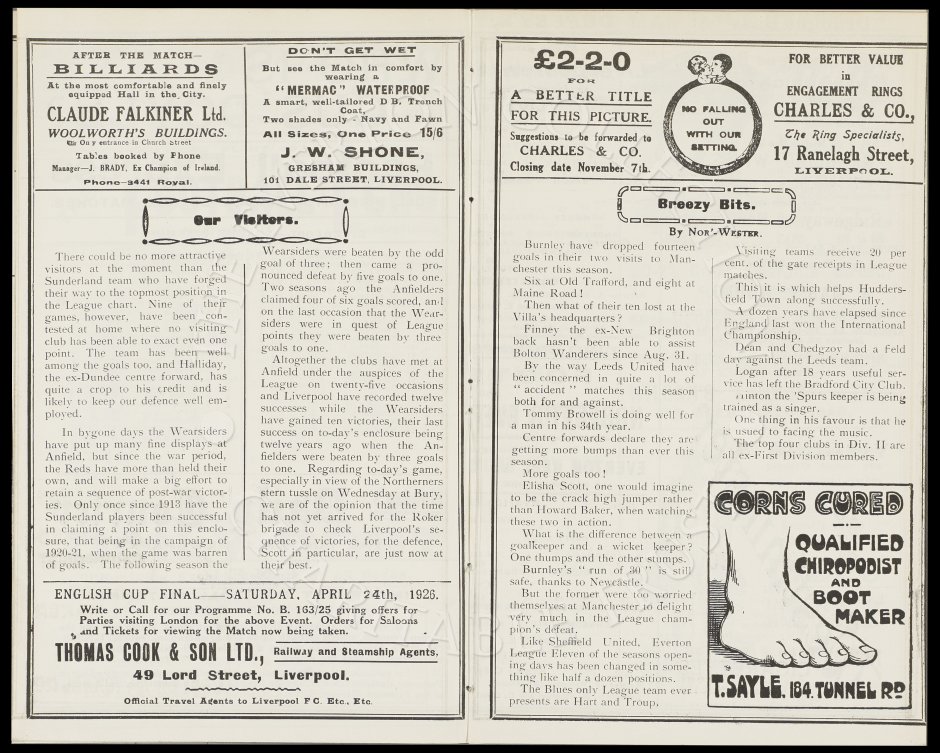 AFTER THE MATCH—
BILLIARDS
At the most comfortable and finely
equipped Hall in the City.
CLAUDE FALKINER Ltd.
WOOLWORTH'S BUILDINGS.
On y entrance in Church Street
Tables booked by Phone
Manager—J. BRADY, Ex Champion of Ireland.
Phone—3441 Royal.
DON'T GET WET
But see the Match in comfort by
wearing a
"MERMAC" WATERPROOF
A smart, well-tailored D B. Trench
Coat,
Two shades only - Navy and Fawn
All Sizes, One Price 15/6
J. W. SHONE,
GRESHAM BUILDINGS,
101 DALE STREET, LIVERPOOL.
Our Visitors.
There could be no more attractive
visitors at the moment than the
Sunderland team who have forged
their way to the topmost position in
the League chart. Nine of their
games, however, have been con-
tested at home where no visiting
club has been able to exact even one
point. The team has been well
among the goals too, and Halliday,
the ex-Dundee centre forward, has
quite a crop to his credit and is
likely to keep our defence well em-
ployed.
In bygone days the Wearsiders
have put up many fine displays at
Anfield, but since the war period,
the Reds have more than held their
own, and will make a big effort to
retain a sequence of post-war victor-
ies. Only once since 1913 have the
Sunderland players been successful
in claiming a point on this enclo-
sure, that being in the campaign of
1920-21, when the game was barren
of goals. The following season the
Wearsiders were beaten by the odd
goal of three; then came a pro-
nounced defeat by five goals to one.
Two seasons ago the Anfielders
claimed four of six goals scored, and
on the last occasion that the Wear-
siders were in quest of League
points they were beaten by three
goals to one.
Altogether the clubs have met at
Anfield under the auspices of the
League on twenty-five occasions
and Liverpool have recorded twelve
successes while the Wearsiders
have gained ten victories, their last
success on to-day's enclosure being
twelve years ago when the An-
fielders were beaten by three goals
to one. Regarding to-day's game,
especially in view of the Northerners
stern tussle on Wednesday at Bury,
we are of the opinion that the time
has not yet arrived for the Roker
brigade to check Liverpool's se-
quence of victories, for the defence,
Scott in particular, are just now at
their best.
ENGLISH CUP FINAL—SATURDAY, APRIL 24th, 1926.
Write or Call for our Programme No. B. 163/25 giving offers for
Parties visiting London for the above Event. Orders for Saloons
and Tickets for viewing the Match now being taken.
THOMAS COOK & SON LTD., Railway and Steamship Agents.
49 Lord Street, Liverpool.
Official Travel Agents to Liverpool F C. Etc., Etc.
£2-2-0
FOR
A BETTER TITLE
FOR THIS PICTURE.
Suggestions to be forwarded to
CHARLES & CO.
Closing date November 7th.
NO FALLING
OUT
WITH OUR
SETTING.
FOR BETTER VALUE
in
ENGAGEMENT RINGS
CHARLES & CO.,
The Ring Specialists,
17 Ranelagh Street,
LIVERPOOL.
Breezy Bits.
By Nor'-Wester.
Burnley have dropped fourteen
goals in their two visits to Man-
chester this season.
Six at Old Trafford, and eight at
Maine Road!
Then what of their ten lost at the
Villa's headquarters?
Finney the ex-New Brighton
back hasn't been able to assist
Bolton Wanderers since Aug. 31.
By the way Leeds United have
been concerned in quite a lot of
"accident" matches this season
both for and against.
Tommy Browell is doing well for
a man in his 34th year.
Centre forwards declare they are
getting more bumps than ever this
season.
More goals too!
Elisha Scott, one would imagine
to be the crack high jumper rather
than Howard Baker, when watching
these two in action.
What is the difference between a
goalkeeper and a wicket keeper?
One thumps and the other stumps.
Burnley's "run of 30" is still
safe, thanks to Newcastle.
But the former were too worried
themselves at Manchester to delight
very much in the League cham-
pion's defeat.
Like Sheffield United, Everton
League Eleven of the seasons open-
ing days has been changed in some-
thing like half a dozen positions.
The Blues only League team ever
presents are Hart and Troup.
Visiting teams receive 20 per
cent. of the gate receipts in League
matches.
This it is which helps Hudders-
field Town along successfully.
A dozen years have elapsed since
England last won the International
Championship.
Dean and Chedgzoy had a field
day against the Leeds team.
Logan after 18 years useful ser-
vice has left the Bradford City Club.
inton the 'Spurs keeper is being
trained as a singer.
One thing in his favour is that he
is usued to facing the music.
The top four clubs in Div. II are
all ex-First Division members.
CORNS CURED
QUALIFIED
CHIROPODIST
AND
BOOT
MAKER
T. SAYLE. 184. TUNNEL RD